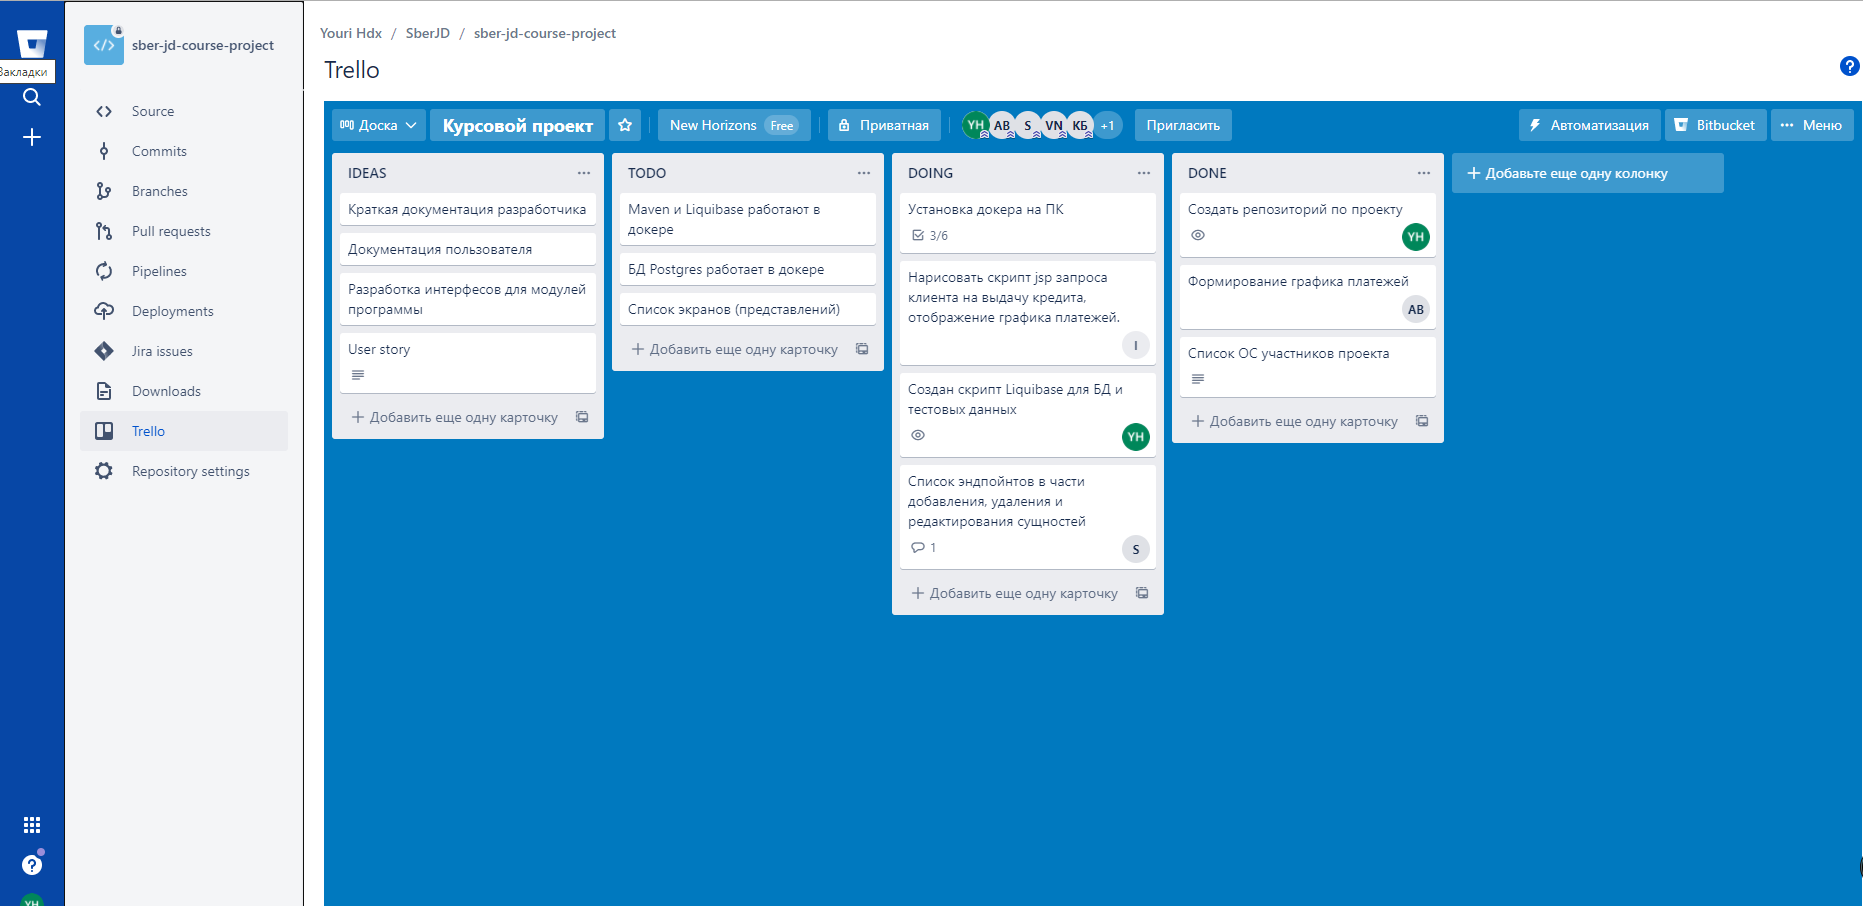 sber-jd-course-project
Закладки
Source
Commits
Branches
Pull requests
Pipelines
Deployments
Jira issues
Downloads
Trello
Repository settings
?
YH
Youri Hdx / SberJD / sber-jd-course-project
Trello
?
Доска
Курсовой проект
New Horizons Free
Приватная
YH AB S VN КБ +1
Пригласить
Автоматизация
Bitbucket
Меню
IDEAS
Краткая документация разработчика
Документация пользователя
Разработка интерфесов для модулей
программы
User story
Добавить еще одну карточку
TODO
Maven и Liquibase работают в
докере
БД Postgres работает в докере
Список экранов (представлений)
Добавить еще одну карточку
DOING
Установка докера на ПК
3/6
Нарисовать скрипт jsp запроса
клиента на выдачу кредита,
отображение графика платежей.
I
Создан скрипт Liquibase для БД и
тестовых данных
YH
Список эндпойнтов в части
добавления, удаления и
редактирования сущностей
1
S
Добавить еще одну карточку
DONE
Создать репозиторий по проекту
YH
Формирование графика платежей
AB
Список ОС участников проекта
Добавить еще одну карточку
Добавьте еще одну колонку